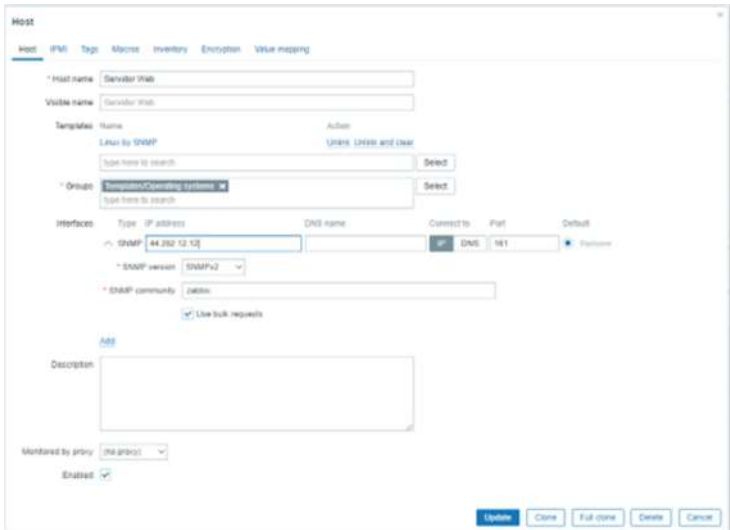 Host
Host IPMI Tags Macros Inventory Encryption Value mapping
* Host name Servidor Web
Visible name Servidor Web
Templates Name Action
Linux by SNMP Unlink Unlink and clear
type here to search Select
* Groups Templates/Operating systems × Select
type here to search
Interfaces Type IP address DNS name Connect to Port Default
SNMP 44.202.12.12 IP DNS 161 Remove
* SNMP version SNMPv2
* SNMP community zabbix
Use bulk requests
Add
Description
Monitored by proxy (no proxy)
Enabled
Update Clone Full clone Delete Cancel